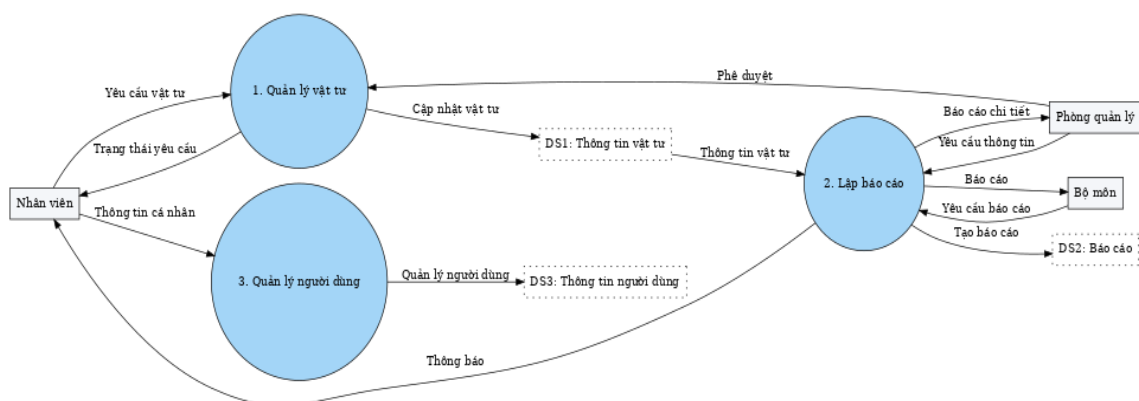 Phê duyệt
1. Quản lý vật tư
Yêu cầu vật tư
Cập nhật vật tư
Báo cáo chi tiết
Phòng quản lý
Trạng thái yêu cầu
DS1: Thông tin vật tư
Thông tin vật tư
Yêu cầu thông tin
2. Lập báo cáo
Báo cáo
Bộ môn
Nhân viên
Thông tin cá nhân
Yêu cầu báo cáo
Tạo báo cáo
DS2: Báo cáo
3. Quản lý người dùng
Quản lý người dùng
DS3: Thông tin người dùng
Thông báo